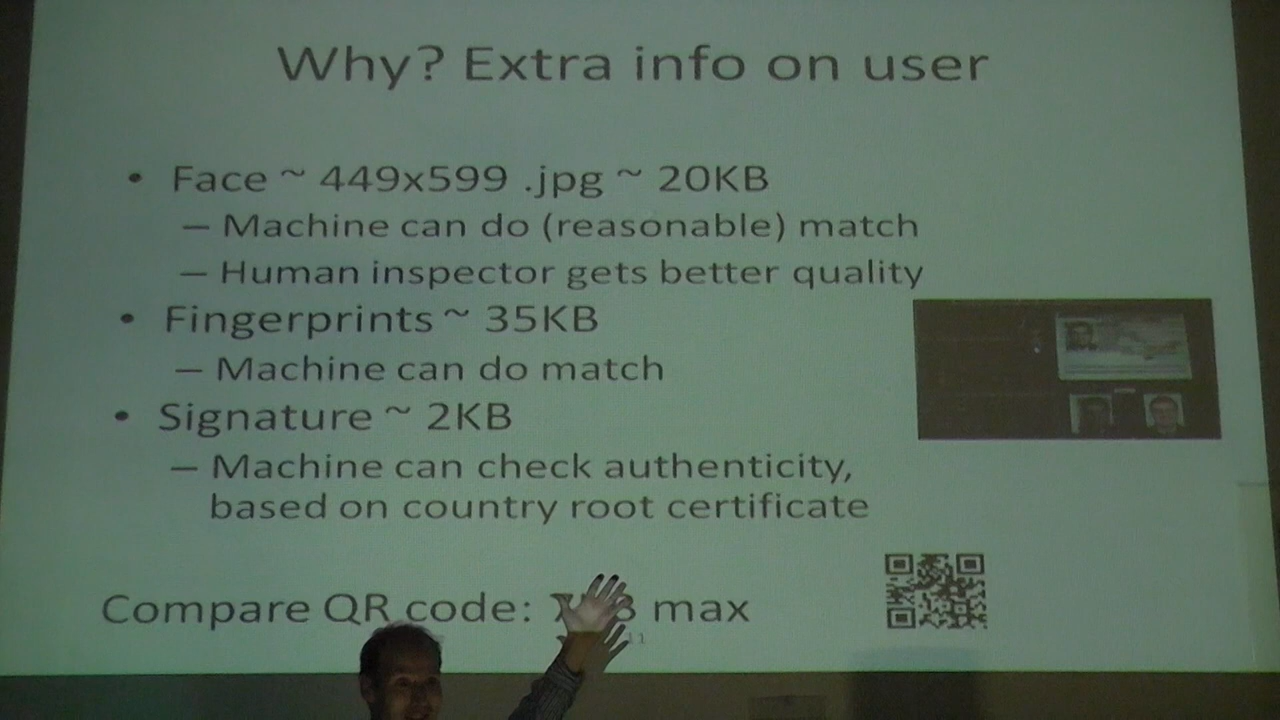 Why? Extra info on user
• Face ~ 449x599 .jpg ~ 20KB
– Machine can do (reasonable) match
– Human inspector gets better quality
• Fingerprints ~ 35KB
– Machine can do match
• Signature ~ 2KB
– Machine can check authenticity,
based on country root certificate
Compare QR code: max
11